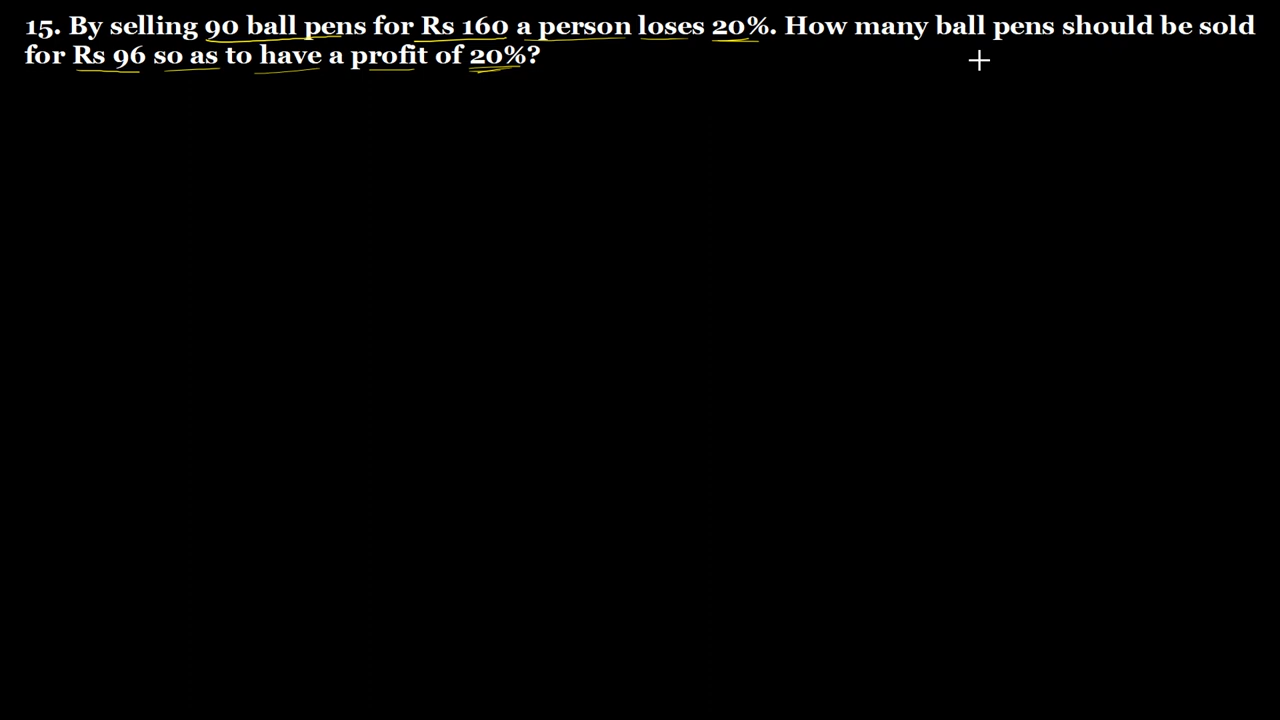 15. By selling 90 ball pens for Rs 160 a person loses 20%. How many ball pens should be sold
for Rs 96 so as to have a profit of 20%?